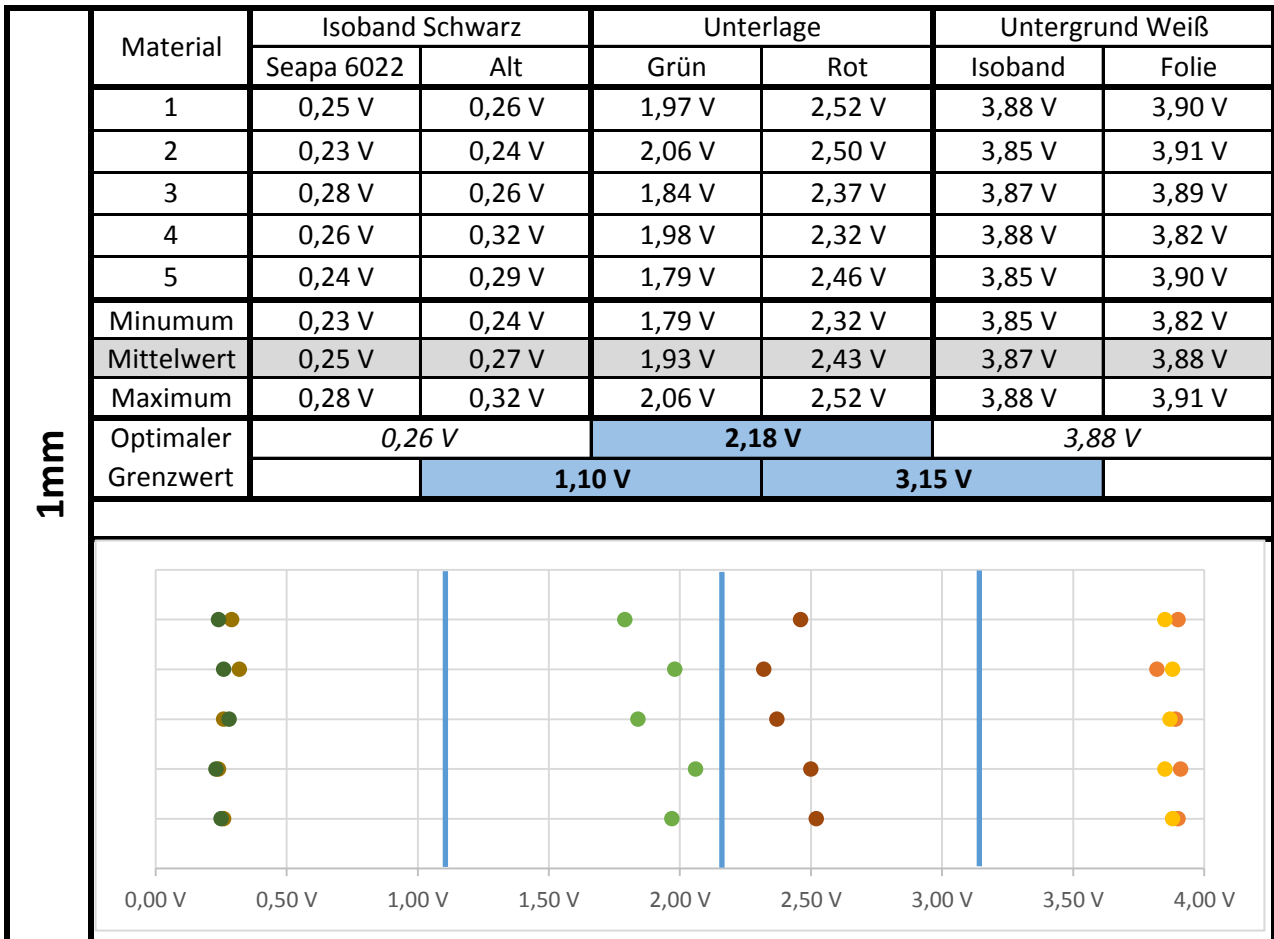 Material Isoband Schwarz Unterlage Untergrund Weiß
Seapa 6022 Alt Grün Rot Isoband Folie
1 0,25 V 0,26 V 1,97 V 2,52 V 3,88 V 3,90 V
2 0,23 V 0,24 V 2,06 V 2,50 V 3,85 V 3,91 V
3 0,28 V 0,26 V 1,84 V 2,37 V 3,87 V 3,89 V
4 0,26 V 0,32 V 1,98 V 2,32 V 3,88 V 3,82 V
5 0,24 V 0,29 V 1,79 V 2,46 V 3,85 V 3,90 V
Minumum 0,23 V 0,24 V 1,79 V 2,32 V 3,85 V 3,82 V
Mittelwert 0,25 V 0,27 V 1,93 V 2,43 V 3,87 V 3,88 V
Maximum 0,28 V 0,32 V 2,06 V 2,52 V 3,88 V 3,91 V
Optimaler 0,26 V 2,18 V 3,88 V
Grenzwert 1,10 V 3,15 V
1mm
0,00 V 0,50 V 1,00 V 1,50 V 2,00 V 2,50 V 3,00 V 3,50 V 4,00 V